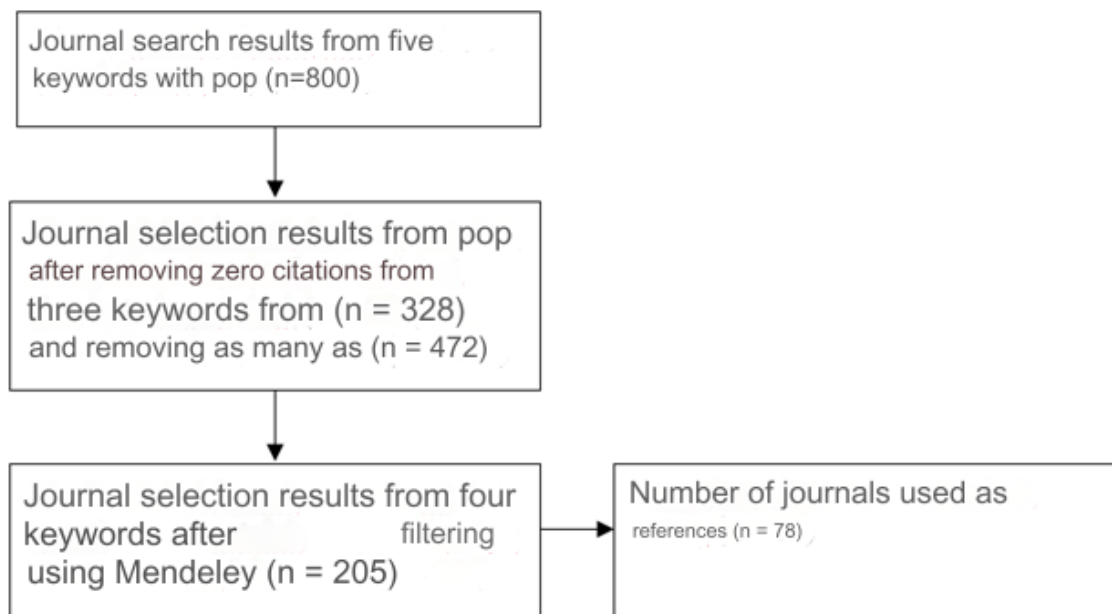 Journal search results from five
keywords with pop (n=800)
Journal selection results from pop
after removing zero citations from
three keywords from (n = 328)
and removing as many as (n = 472)
Journal selection results from four
keywords after filtering
using Mendeley (n = 205)
Number of journals used as
references (n = 78)